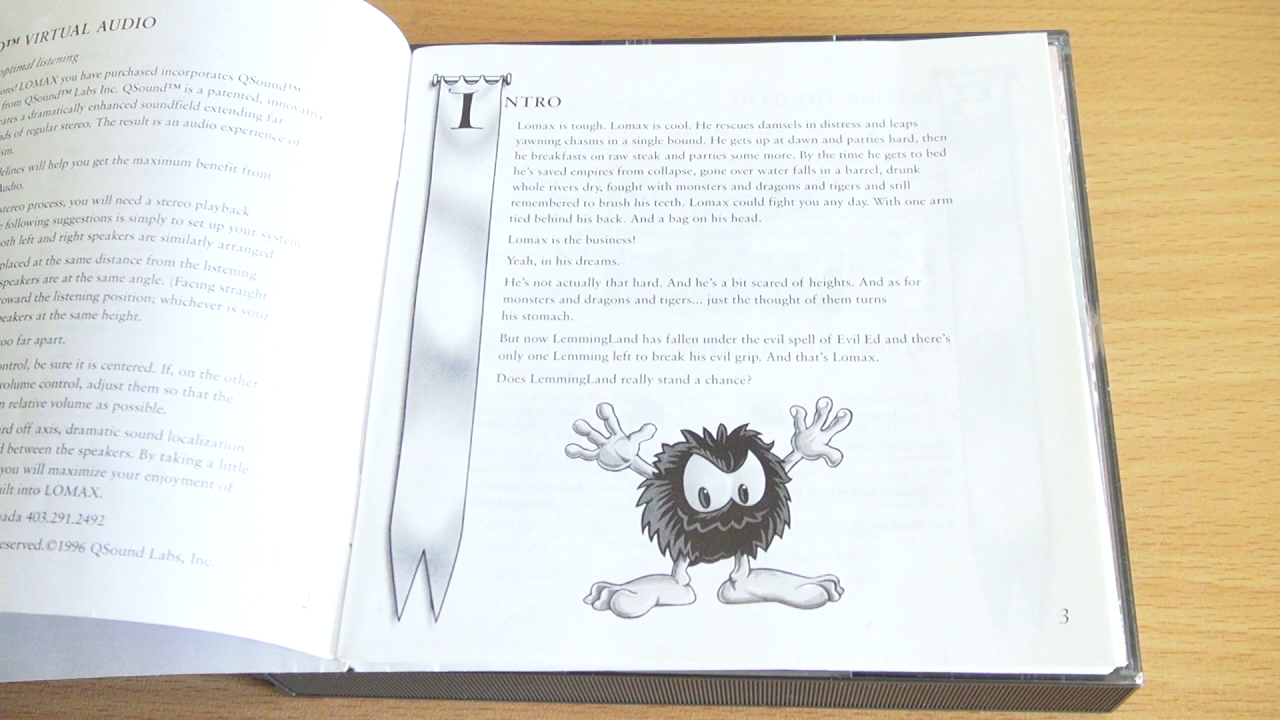 ™ VIRTUAL AUDIO
optimal listening
ons! LOMAX you have purchased incorporates QSound™
from QSound™ Labs Inc. QSound™ is a patented, innovative
eates a dramatically enhanced soundfield extending far
nds of regular stereo. The result is an audio experience of
ism.
delines will help you get the maximum benefit from
Audio.
stereo process, you will need a stereo playback
e following suggestions is simply to set up your system
oth left and right speakers are similarly arranged.
placed at the same distance from the listening
speakers are at the same angle. (Facing straight
toward the listening position; whichever is your
eakers at the same height.
too far apart.
ontrol, be sure it is centered. If, on the other
volume control, adjust them so that the
n relative volume as possible.
rd off axis, dramatic sound localization
d between the speakers. By taking a little
you will maximize your enjoyment of
uilt into LOMAX.
nada 403.291.2492
eserved.©1996 QSound Labs, Inc.
2
INTRO
Lomax is tough. Lomax is cool. He rescues damsels in distress and leaps
yawning chasms in a single bound. He gets up at dawn and parties hard, then
he breakfasts on raw steak and parties some more. By the time he gets to bed
he's saved empires from collapse, gone over water falls in a barrel, drunk
whole rivers dry, fought with monsters and dragons and tigers and still
remembered to brush his teeth. Lomax could fight you any day. With one arm
tied behind his back. And a bag on his head.
Lomax is the business!
Yeah, in his dreams.
He's not actually that hard. And he's a bit scared of heights. And as for
monsters and dragons and tigers... just the thought of them turns
his stomach.
But now LemmingLand has fallen under the evil spell of Evil Ed and there's
only one Lemming left to break his evil grip. And that's Lomax.
Does LemmingLand really stand a chance?
3